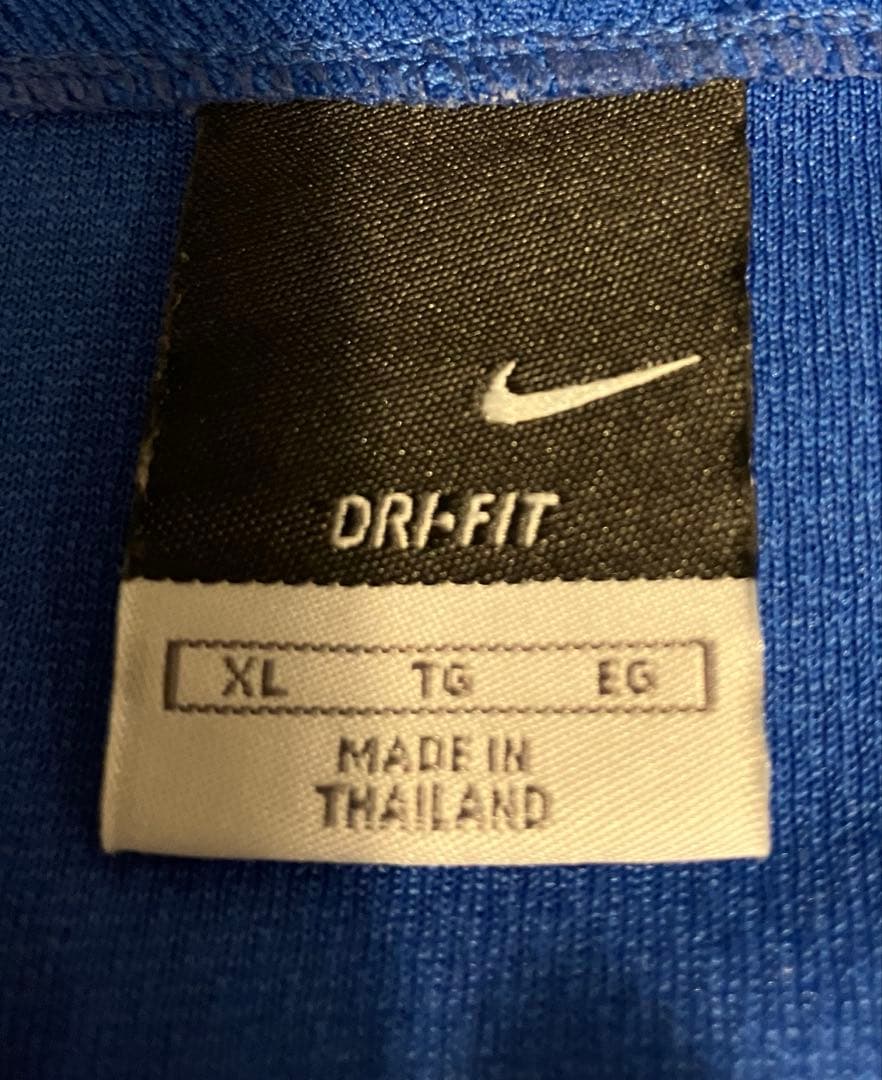 DRI-FIT
XL TG EG
MADE IN
THAILAND